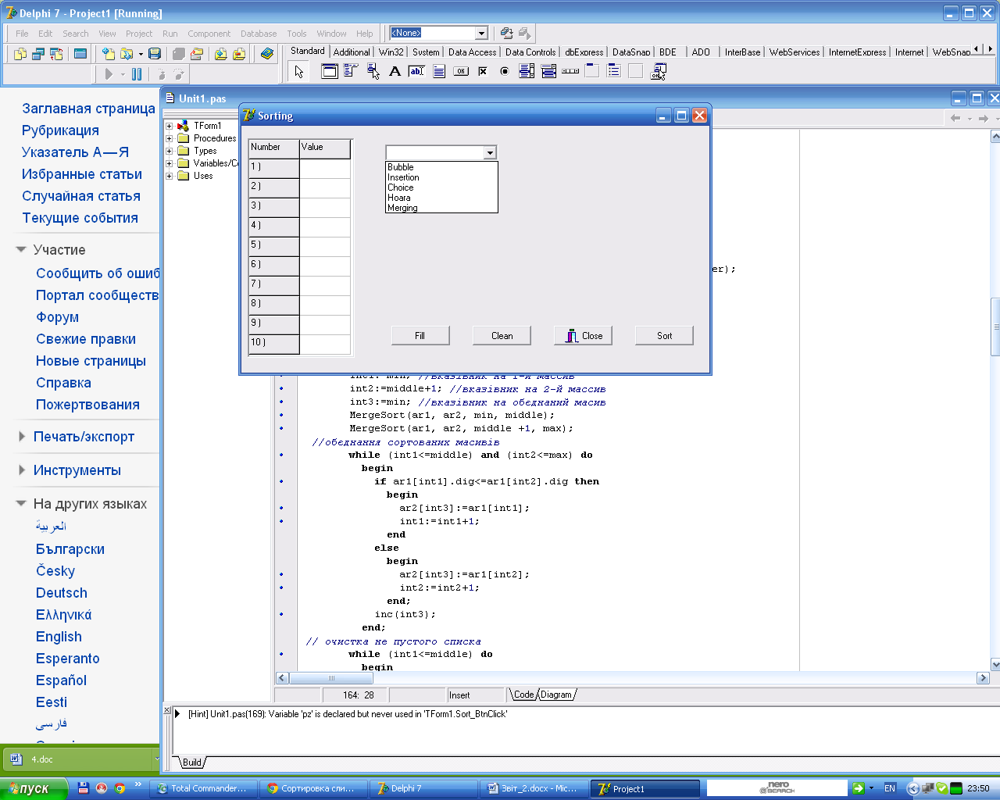 Delphi 7 - Project1 [Running]
File Edit Search View Project Run Component Database Tools Window Help
<None>
Standard Additional Win32 System Data Access Data Controls dbExpress DataSnap BDE ADO InterBase WebServices InternetExpress Internet WebSnap
Заглавная страница
Рубрикация
Указатель А — Я
Избранные статьи
Случайная статья
Текущие события
Участие
Сообщить об ошиб
Портал сообществ
Форум
Свежие правки
Новые страницы
Справка
Пожертвования
Печать/экспорт
Инструменты
На других языках
العربية
Български
Česky
Deutsch
Ελληνικά
English
Esperanto
Español
Eesti
فارسی
4.doc
Unit1.pas
TForm1
Procedures
Types
Variables/Co
Uses
Sorting
Number Value
1 )
2 )
3 )
4 )
5 )
6 )
7 )
8 )
9 )
10 )
Bubble
Insertion
Choice
Hoara
Merging
Fill Clean Close Sort
er);
int1:=min; //вказівник на 1-й массив
int2:=middle+1; //вказівник на 2-й массив
int3:=min; //вказівник на обєднаний масив
MergeSort(ar1, ar2, min, middle);
MergeSort(ar1, ar2, middle +1, max);
//обєднання сортованих масивів
while (int1<=middle) and (int2<=max) do
begin
if ar1[int1].dig<=ar1[int2].dig then
begin
ar2[int3]:=ar1[int1];
int1:=int1+1;
end
else
begin
ar2[int3]:=ar1[int2];
int2:=int2+1;
end;
inc(int3);
end;
// очистка не пустого списка
while (int1<=middle) do
begin
164: 28 Insert Code Diagram
[Hint] Unit1.pas(169): Variable 'pz' is declared but never used in 'TForm1.Sort_BtnClick'
Build
пуск
Total Commander...
Сортировка сли...
Delphi 7
Звіт_2.docx - Mic...
Project1
nero
SEARCH
EN
23:50